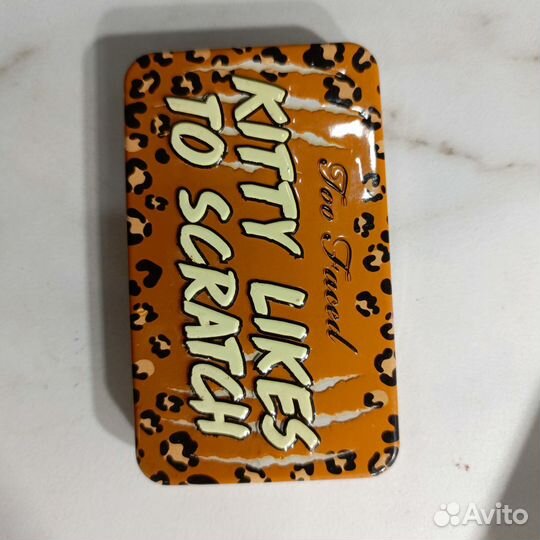 Too Faced
KITTY LIKES
TO SCRATCH
Avito